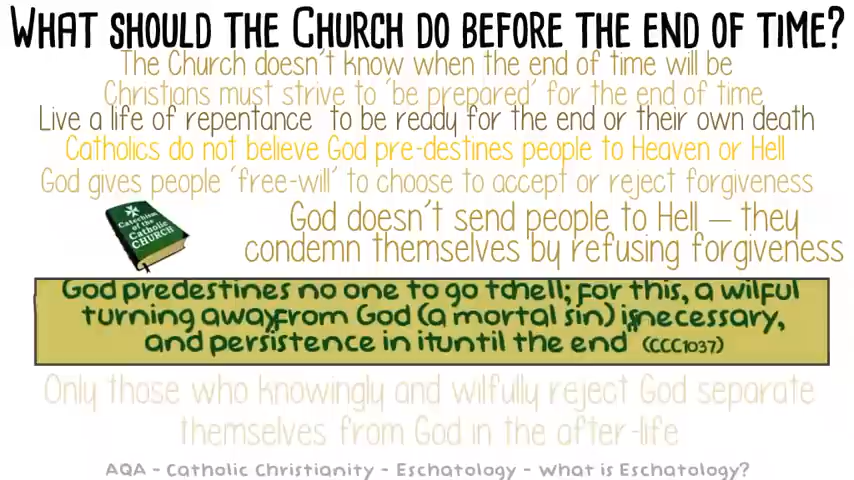 WHAT SHOULD THE CHURCH DO BEFORE THE END OF TIME?
The Church doesn't know when the end of time will be
Christians must strive to 'be prepared' for the end of time
Live a life of repentance to be ready for the end or their own death
Catholics do not believe God pre-destines people to Heaven or Hell
God gives people 'free-will' to choose to accept or reject forgiveness
Catechism
of the
Catholic
CHURCH
God doesn't send people to Hell – they
condemn themselves by refusing forgiveness
God predestines no one to go to hell; for this, a wilful
turning away from God (a mortal sin) is necessary,
and persistence in it until the end" (CCC1037)
Only those who knowingly and wilfully reject God separate
themselves from God in the after-life
AQA - Catholic Christianity - Eschatology - What is Eschatology?